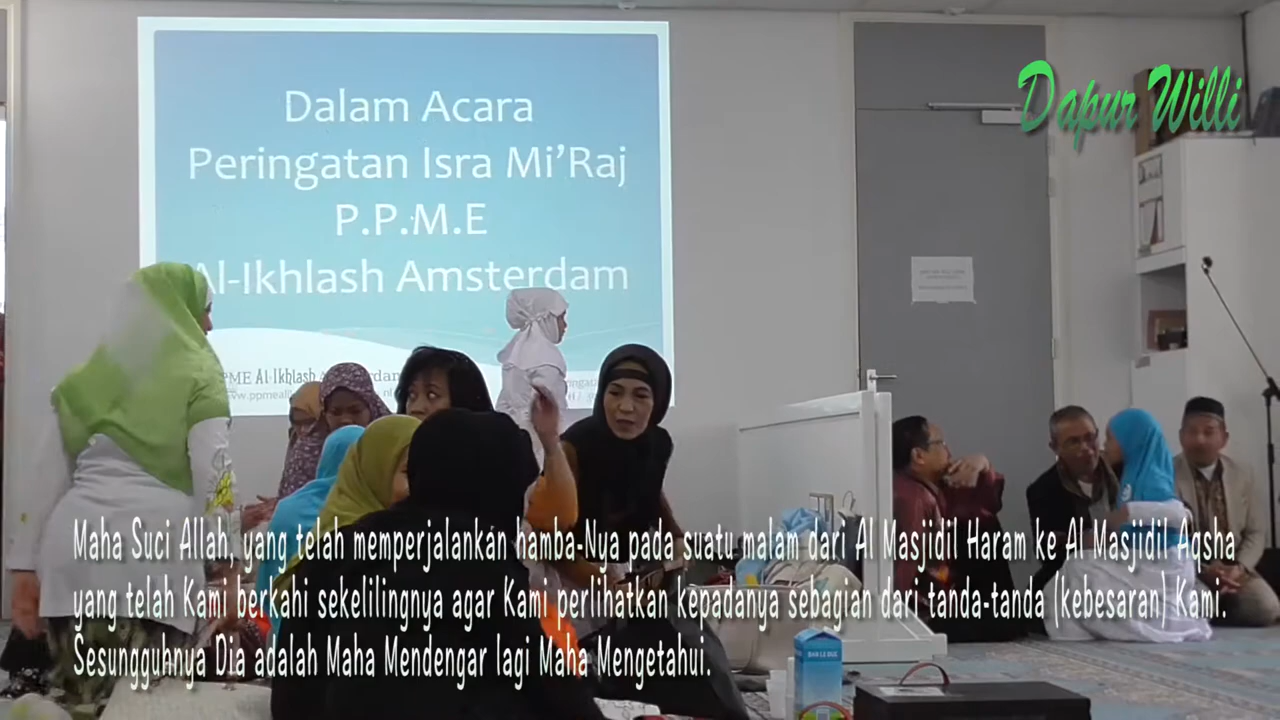 Dalam Acara
Peringatan Isra Mi'Raj
P.P.M.E
Al-Ikhlash Amsterdam
Dapur Willi
Al-Ikhlash
Maha Suci Allah, yang telah memperjalankan hamba-Nya pada suatu malam dari Al Masjidil Haram ke Al Masjidil Aqsha
yang telah Kami berkahi sekelilingnya agar Kami perlihatkan kepadanya sebagian dari tanda-tanda (kebesaran) Kami.
Sesungguhnya Dia adalah Maha Mendengar lagi Maha Mengetahui.